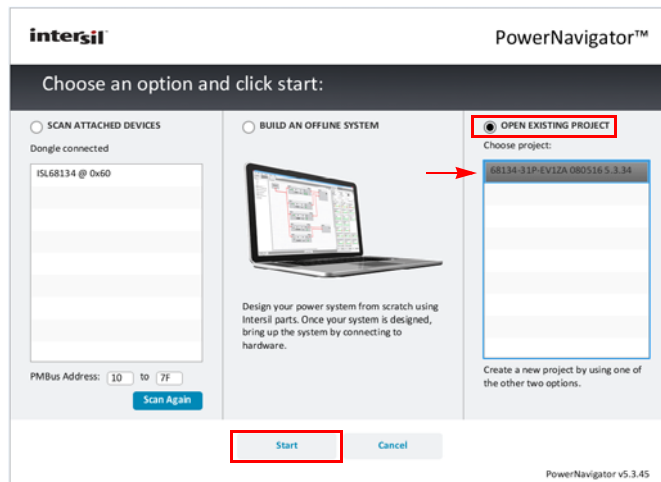 intersil
PowerNavigator™
Choose an option and click start:
SCAN ATTACHED DEVICES
Dongle connected
ISL68134 @ 0x60
PMBus Address: 10 to 7F
Scan Again
BUILD AN OFFLINE SYSTEM
Design your power system from scratch using
Intersil parts. Once your system is designed,
bring up the system by connecting to
hardware.
OPEN EXISTING PROJECT
Choose project:
68134-31P-EV1ZA 080516 5.3.34
Create a new project by using one of
the other two options.
Start
Cancel
PowerNavigator v5.3.45